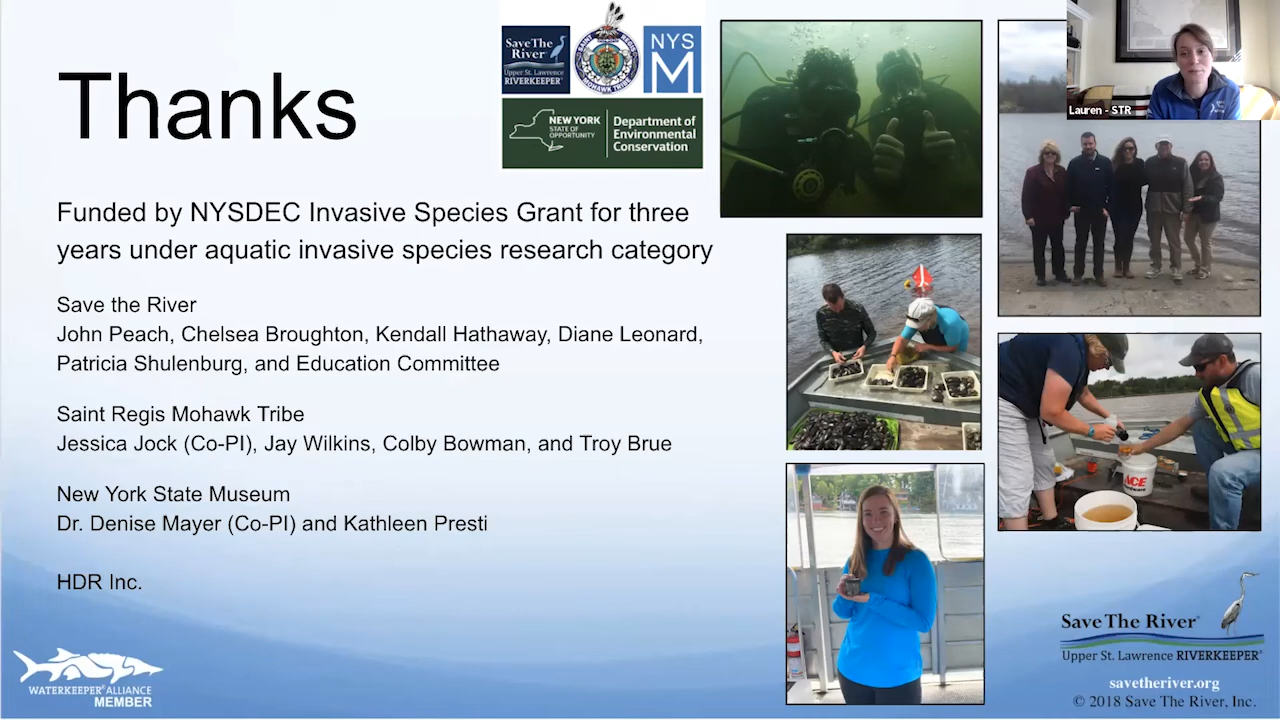 Thanks
Save The River
Upper St. Lawrence
RIVERKEEPER®
NYS
M
NEW YORK
STATE OF
OPPORTUNITY
Department of
Environmental
Conservation
Lauren - STR
Funded by NYSDEC Invasive Species Grant for three
years under aquatic invasive species research category
Save the River
John Peach, Chelsea Broughton, Kendall Hathaway, Diane Leonard,
Patricia Shulenburg, and Education Committee
Saint Regis Mohawk Tribe
Jessica Jock (Co-PI), Jay Wilkins, Colby Bowman, and Troy Brue
New York State Museum
Dr. Denise Mayer (Co-PI) and Kathleen Presti
HDR Inc.
ACE
WATERKEEPER® ALLIANCE
MEMBER
Save The River®
Upper St. Lawrence RIVERKEEPER®
savetheriver.org
© 2018 Save The River, Inc.